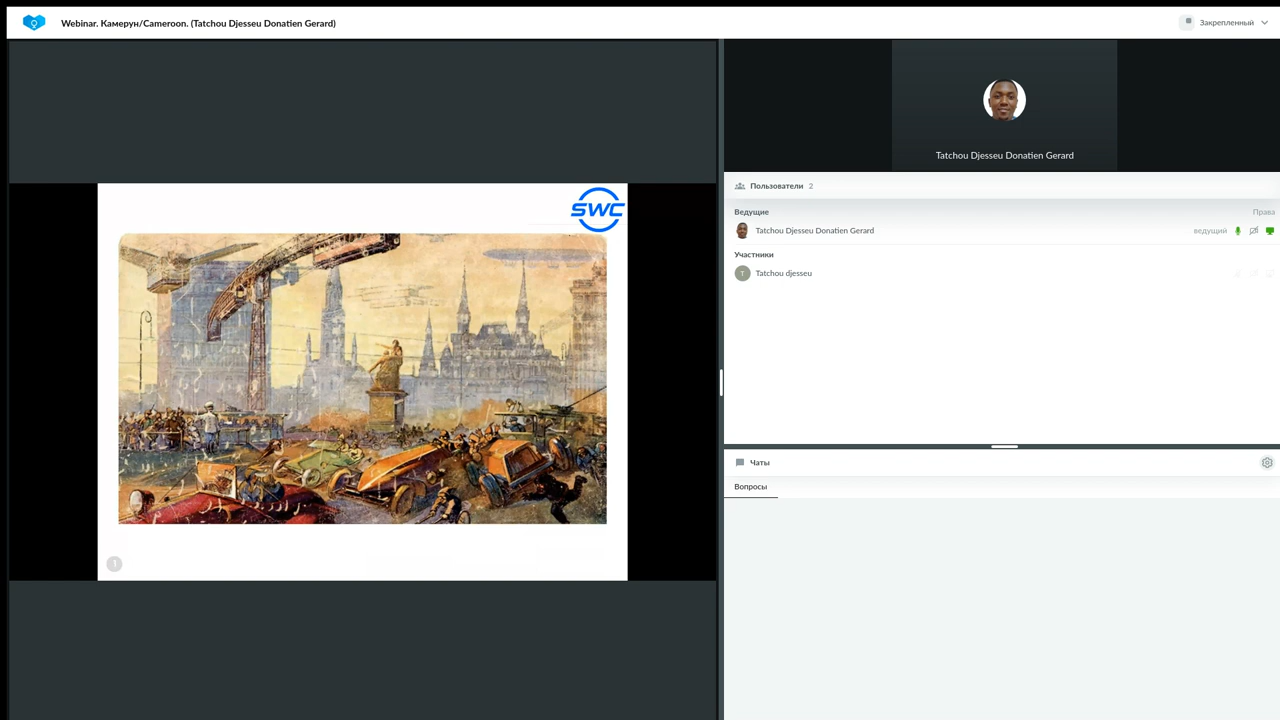 Webinar. Камерун/Cameroon. (Tatchou Djesseu Donatien Gerard)
Закрепленный
SWC
1
Tatchou Djesseu Donatien Gerard
Пользователи 2
Ведущие Права
Tatchou Djesseu Donatien Gerard ведущий
Участники
T Tatchou djesseu
Чаты
Вопросы